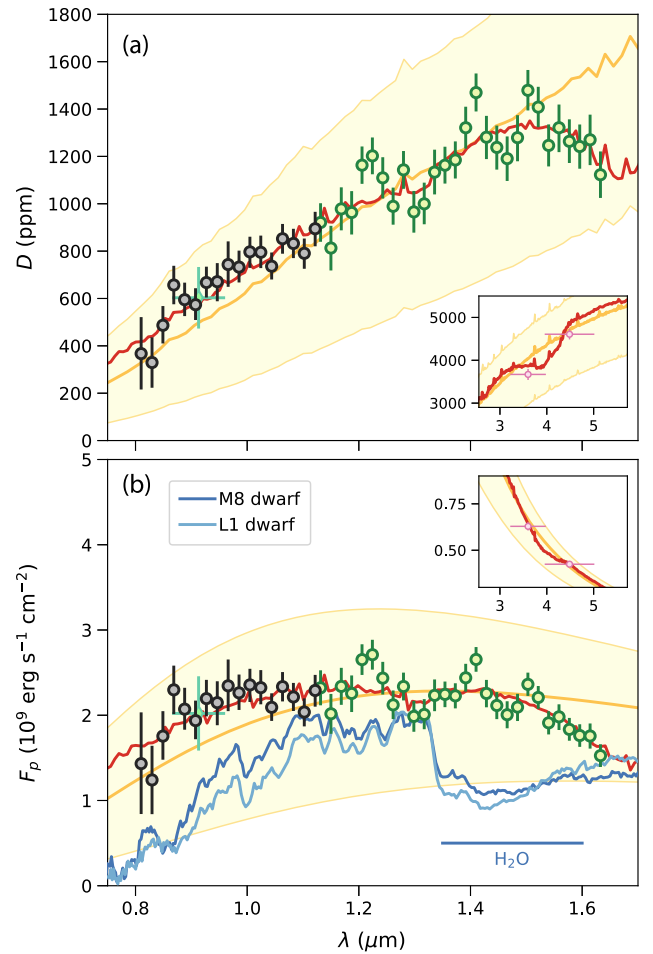 (a)
D (ppm)
1800
1600
1400
1200
1000
800
600
400
200
0
5000
4000
3000
3 4 5
(b)
M8 dwarf
L1 dwarf
F_p (10⁹ erg s⁻¹ cm⁻²)
5
4
3
2
1
0
0.75
0.50
3 4 5
H₂O
0.8 1.0 1.2 1.4 1.6
λ (μm)